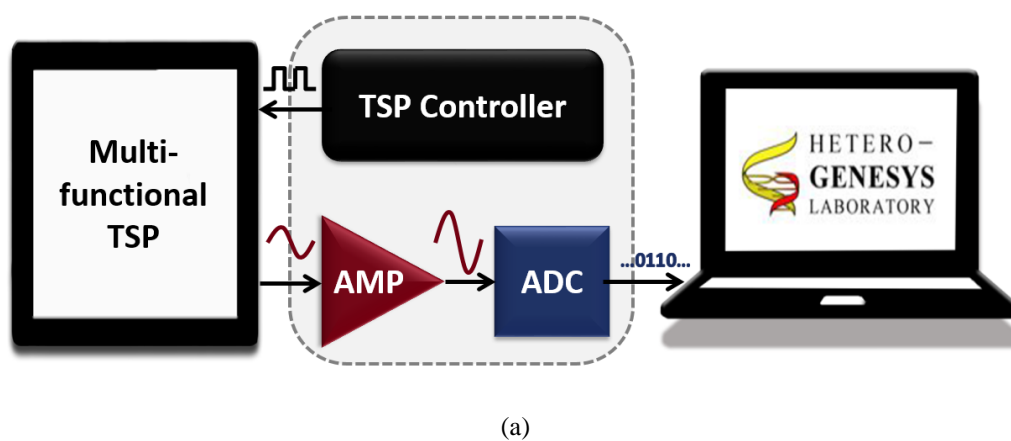 Multi-
functional
TSP
TSP Controller
AMP
ADC
...0110...
HETERO-
GENESYS
LABORATORY
(a)